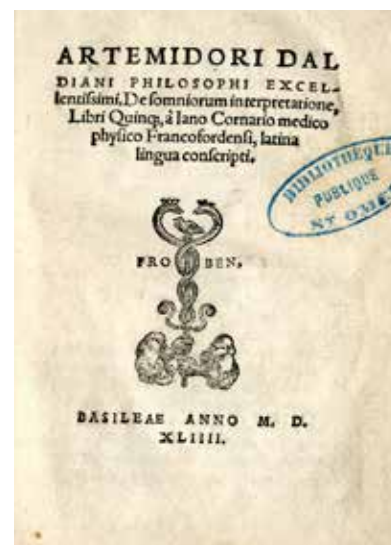 ARTEMIDORI DAL
DIANI PHILOSOPHI EXCEL-
lentissimi, De somniorum interpretatione,
Libri Quinq;, à Iano Cornario medico
physico Francofordensi, latina
lingua conscripti.
BIBLIOTHEQUE
PUBLIQUE
ST OMER
FRO BEN.
BASILEAE ANNO M. D.
XLIIII.